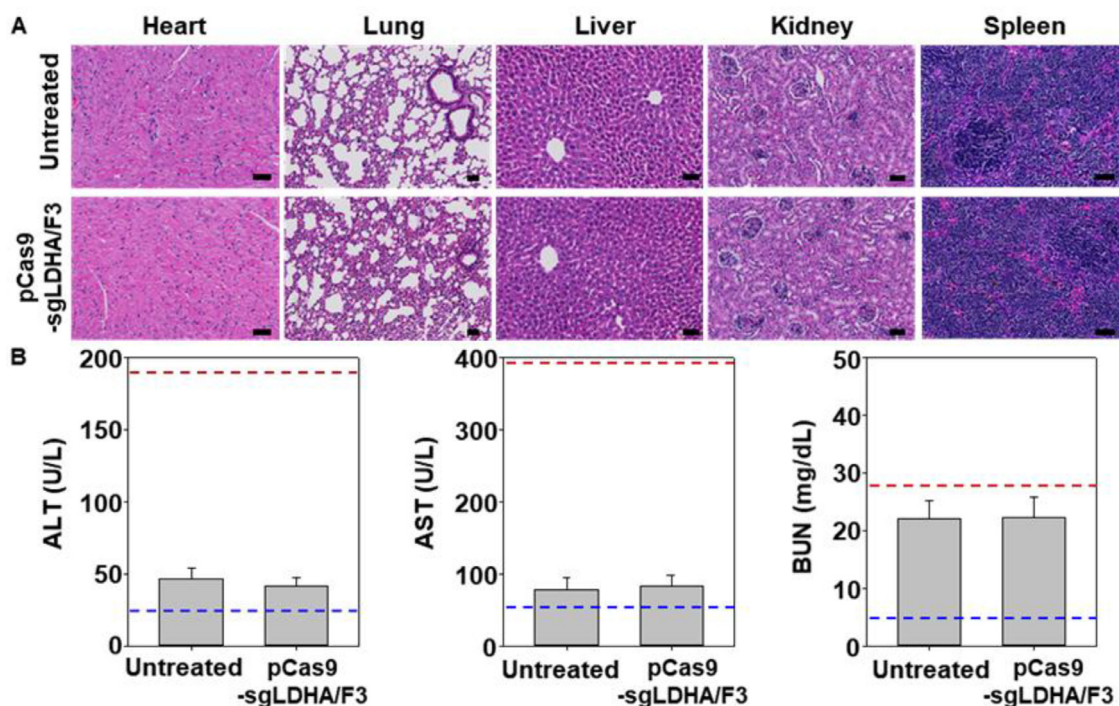 A
Heart Lung Liver Kidney Spleen
Untreated
pCas9
-sgLDHA/F3
B
200
150
100
50
0
ALT (U/L)
Untreated pCas9
-sgLDHA/F3
400
300
200
100
0
AST (U/L)
Untreated pCas9
-sgLDHA/F3
50
40
30
20
10
0
BUN (mg/dL)
Untreated pCas9
-sgLDHA/F3